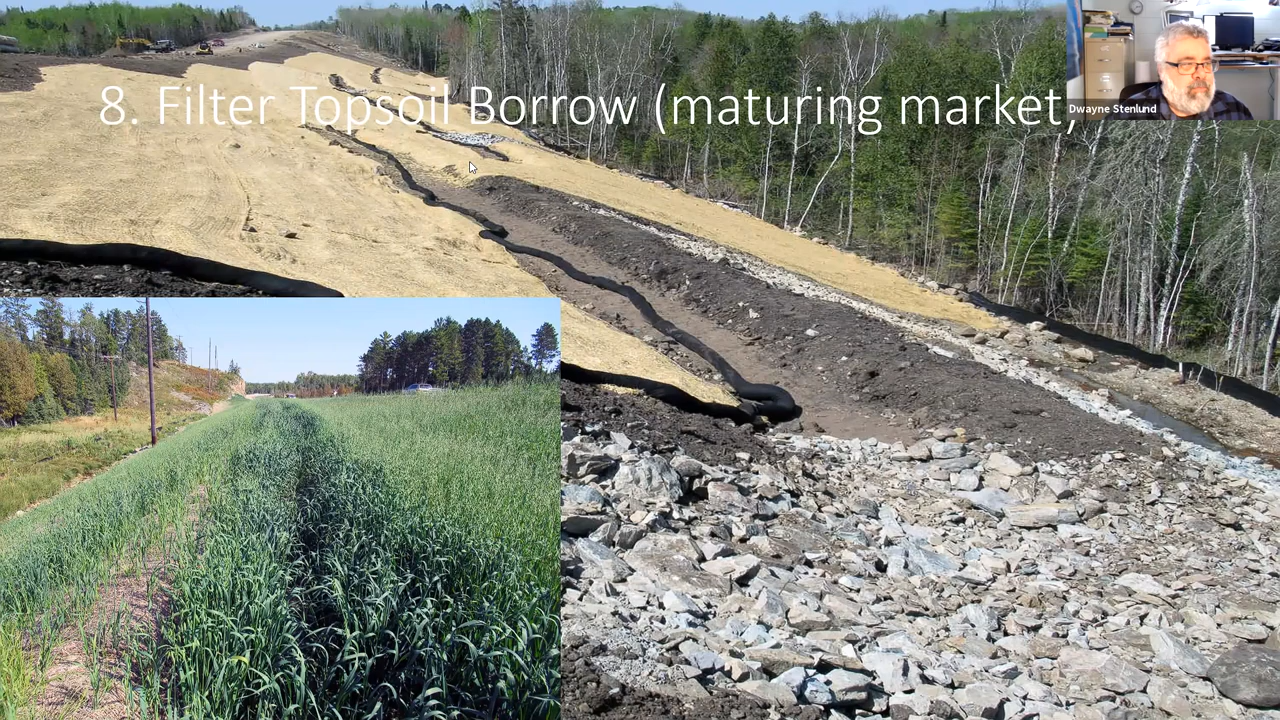 8. Filter Topsoil Borrow (maturing market)
Dwayne Stenlund